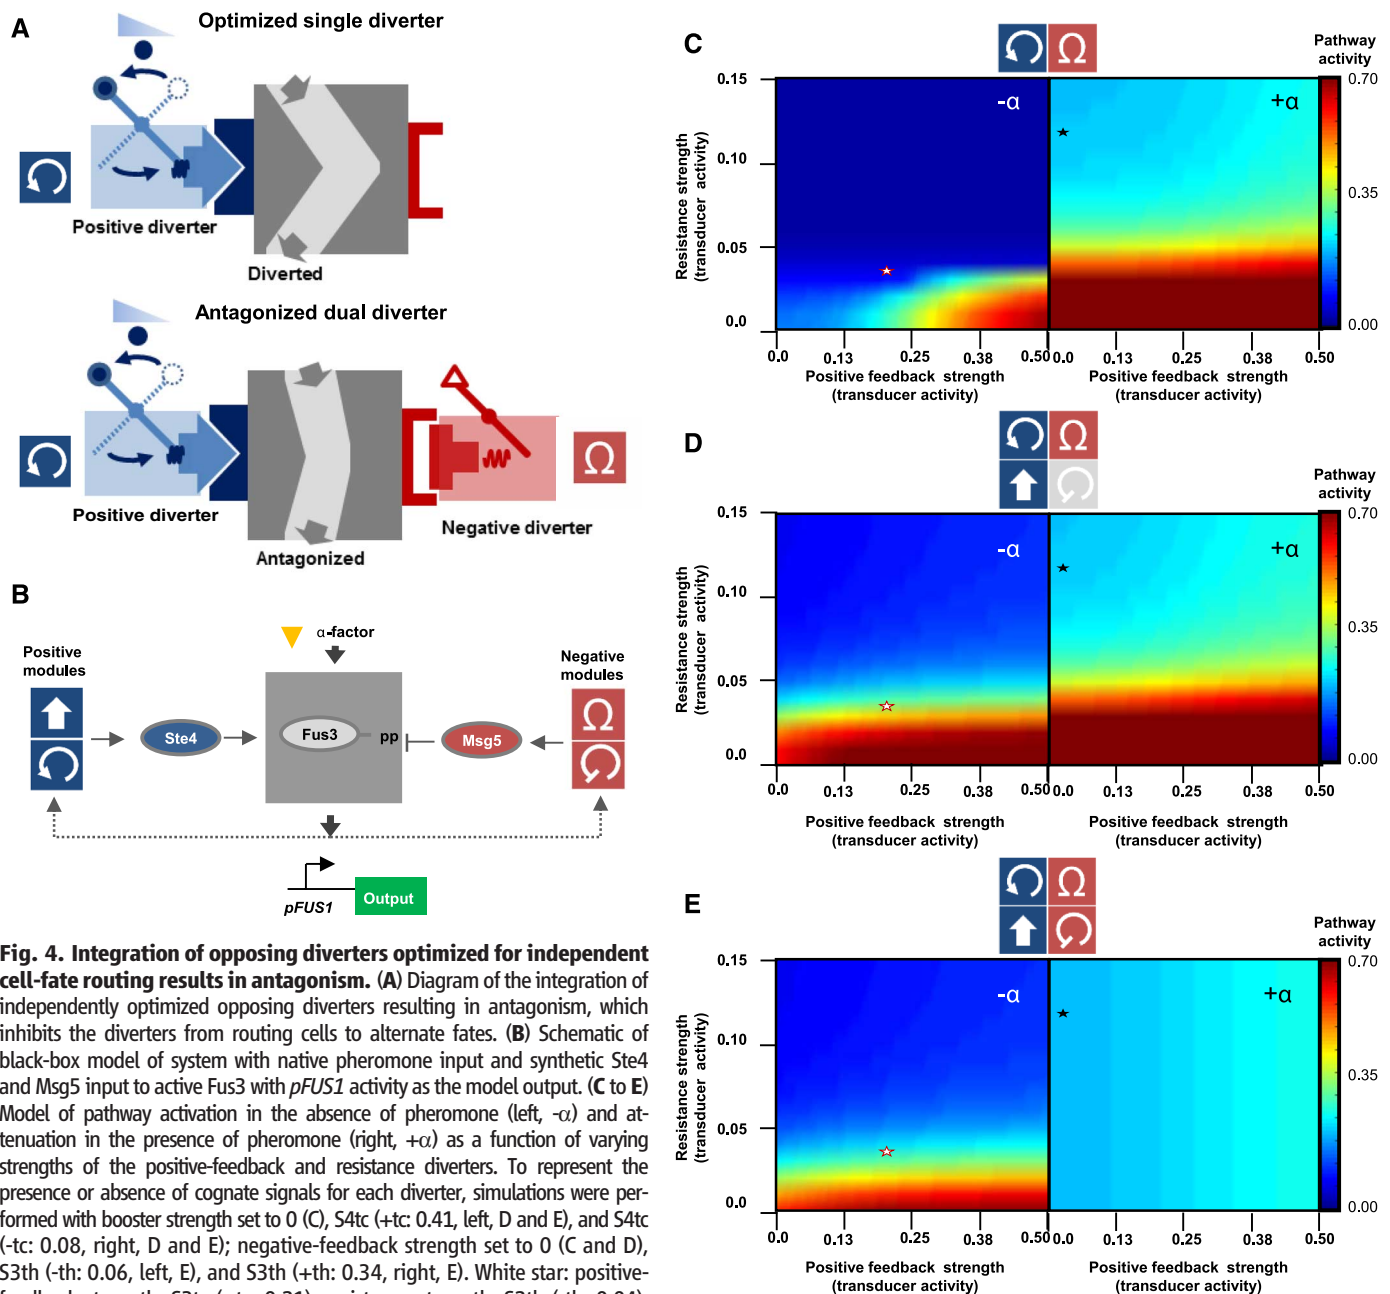 A
Optimized single diverter
Positive diverter
Diverted
Antagonized dual diverter
Positive diverter
Antagonized
Negative diverter
Ω
B
Positive
modules
α-factor
Negative
modules
Ste4
Fus3
pp
Msg5
Ω
pFUS1
Output
Fig. 4. Integration of opposing diverters optimized for independent
cell-fate routing results in antagonism. (A) Diagram of the integration of
independently optimized opposing diverters resulting in antagonism, which
inhibits the diverters from routing cells to alternate fates. (B) Schematic of
black-box model of system with native pheromone input and synthetic Ste4
and Msg5 input to active Fus3 with pFUS1 activity as the model output. (C to E)
Model of pathway activation in the absence of pheromone (left, -α) and at-
tenuation in the presence of pheromone (right, +α) as a function of varying
strengths of the positive-feedback and resistance diverters. To represent the
presence or absence of cognate signals for each diverter, simulations were per-
formed with booster strength set to 0 (C), S4tc (+tc: 0.41, left, D and E), and S4tc
(-tc: 0.08, right, D and E); negative-feedback strength set to 0 (C and D),
S3th (-th: 0.06, left, E), and S3th (+th: 0.34, right, E). White star: positive-
C
Ω
Pathway
activity
-α
+α
0.15
0.10
0.05
0.0
Resistance strength
(transducer activity)
0.70
0.35
0.00
0.0 0.13 0.25 0.38 0.50 0.0 0.13 0.25 0.38 0.50
Positive feedback strength
(transducer activity)
Positive feedback strength
(transducer activity)
D
Ω
Pathway
activity
-α
+α
0.15
0.10
0.05
0.0
Resistance strength
(transducer activity)
0.70
0.35
0.00
0.0 0.13 0.25 0.38 0.50 0.0 0.13 0.25 0.38 0.50
Positive feedback strength
(transducer activity)
Positive feedback strength
(transducer activity)
E
Ω
Pathway
activity
-α
+α
0.15
0.10
0.05
0.0
Resistance strength
(transducer activity)
0.70
0.35
0.00
0.0 0.13 0.25 0.38 0.50 0.0 0.13 0.25 0.38 0.50
Positive feedback strength
(transducer activity)
Positive feedback strength
(transducer activity)